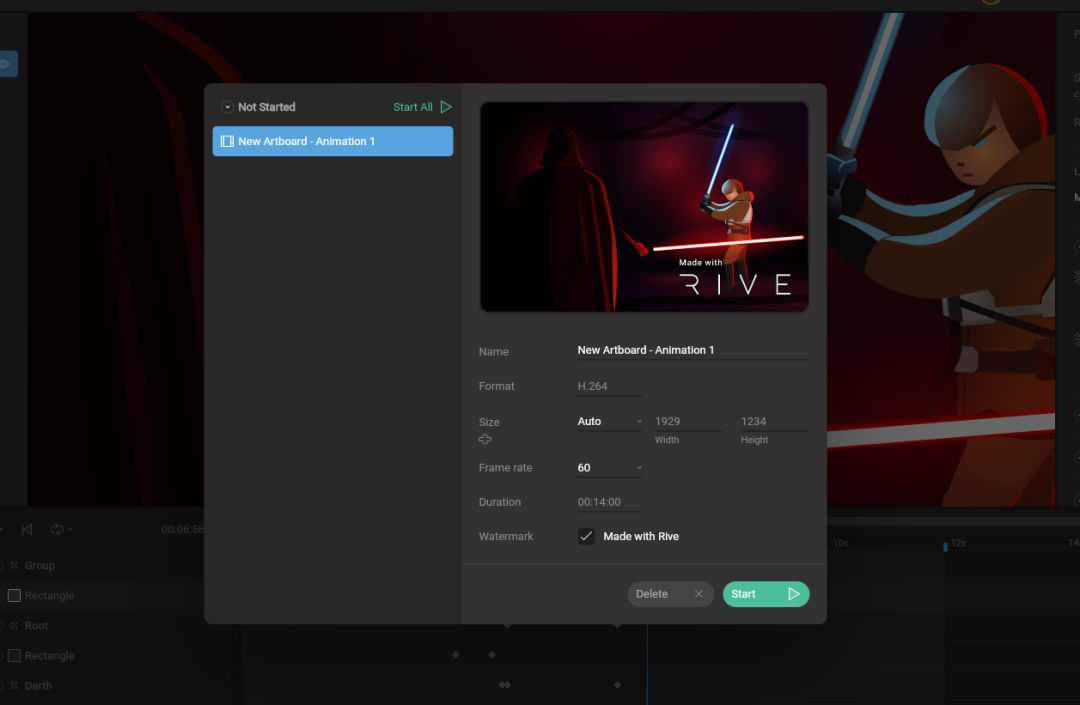 Not Started
Start All
New Artboard - Animation 1
Made with
RIVE
Name
New Artboard - Animation 1
Format
H.264
Size
Auto
1929
1234
Width
Height
Frame rate
60
Duration
00:14:00
Watermark
Made with Rive
Delete
Start
00:06:56
10s
12s
14
Group
Rectangle
Root
Rectangle
Darth